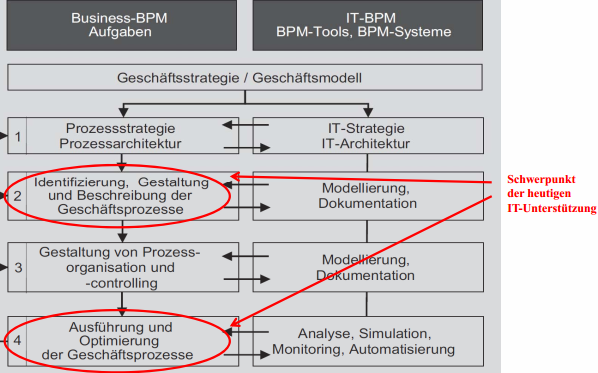 Business-BPM
Aufgaben
IT-BPM
BPM-Tools, BPM-Systeme
Geschäftsstrategie / Geschäftsmodell
1
Prozessstrategie
Prozessarchitektur
IT-Strategie
IT-Architektur
2
Identifizierung, Gestaltung
und Beschreibung der
Geschäftsprozesse
Modellierung,
Dokumentation
Schwerpunkt
der heutigen
IT-Unterstützung
3
Gestaltung von Prozess-
organisation und
-controlling
Modellierung,
Dokumentation
4
Ausführung und
Optimierung
der Geschäftsprozesse
Analyse, Simulation,
Monitoring, Automatisierung